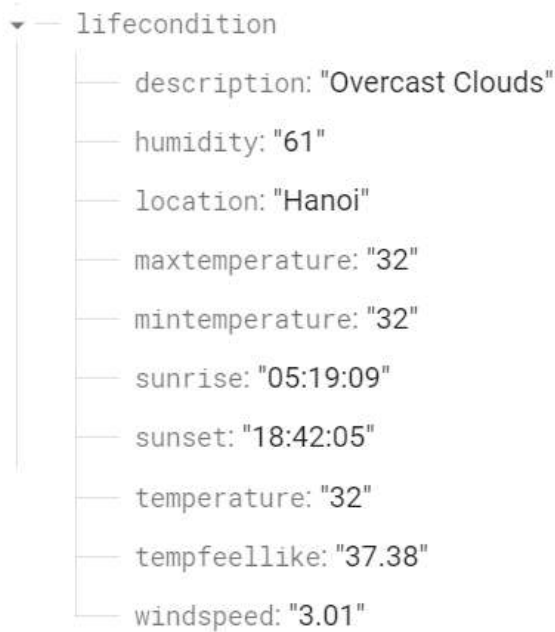 lifecondition
description: "Overcast Clouds"
humidity: "61"
location: "Hanoi"
maxtemperature: "32"
mintemperature: "32"
sunrise: "05:19:09"
sunset: "18:42:05"
temperature: "32"
tempfeellike: "37.38"
windspeed: "3.01"